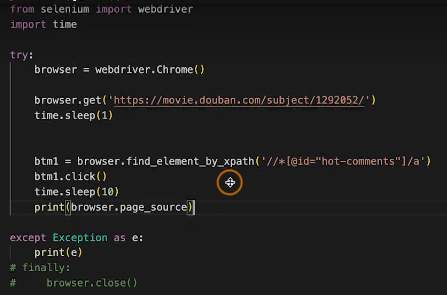 from selenium import webdriver
import time
try:
browser = webdriver.Chrome()
browser.get('https://movie.douban.com/subject/1292052/')
time.sleep(1)
btm1 = browser.find_element_by_xpath('//*[@id="hot-comments"]/a')
btm1.click()
time.sleep(10)
print(browser.page_source)
except Exception as e:
print(e)
# finally:
#     browser.close()